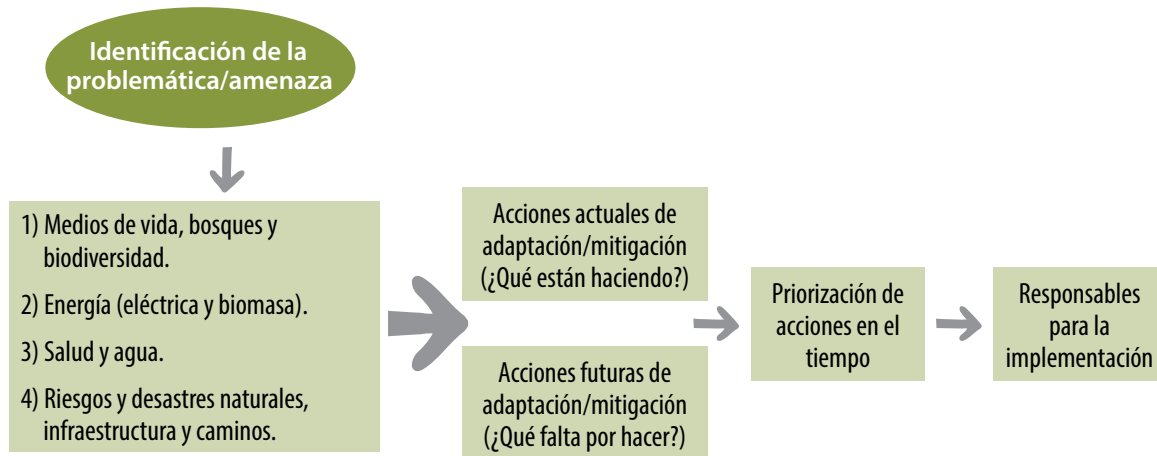 Identificación de la
problemática/amenaza
1) Medios de vida, bosques y
biodiversidad.
2) Energía (eléctrica y biomasa).
3) Salud y agua.
4) Riesgos y desastres naturales,
infraestructura y caminos.
Acciones actuales de
adaptación/mitigación
(¿Qué están haciendo?)
Acciones futuras de
adaptación/mitigación
(¿Qué falta por hacer?)
Priorización de
acciones en el
tiempo
Responsables
para la
implementación